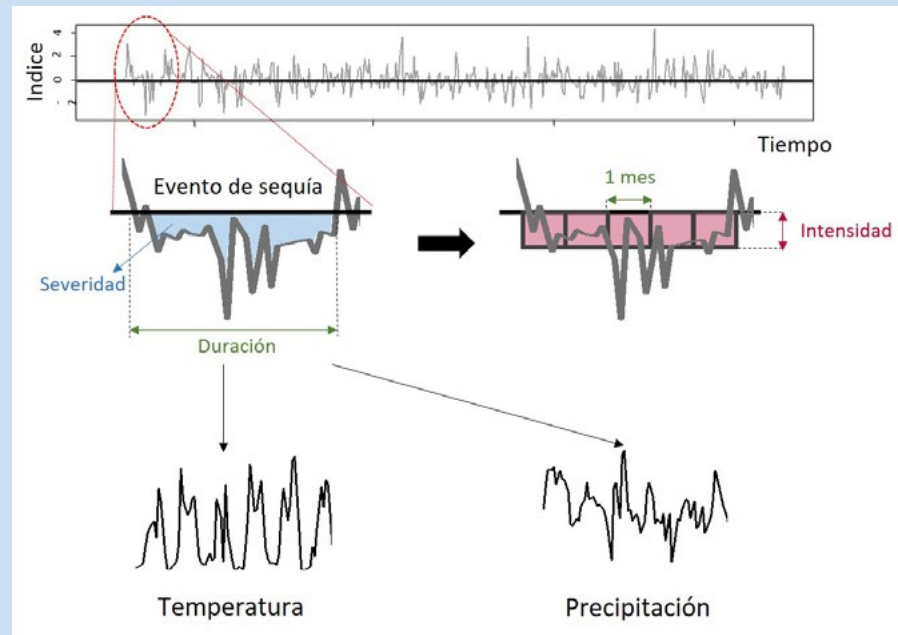 Indice
4
2
0
- 2
Tiempo
Evento de sequía
1 mes
Intensidad
Severidad
Duración
Temperatura
Precipitación